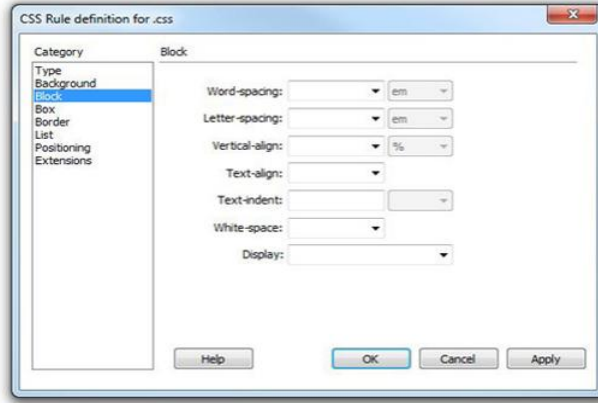 CSS Rule definition for .css
Category
Block
Type
Background
Block
Box
Border
List
Positioning
Extensions
Word-spacing: em
Letter-spacing: em
Vertical-align: %
Text-align:
Text-indent:
White-space:
Display:
Help OK Cancel Apply